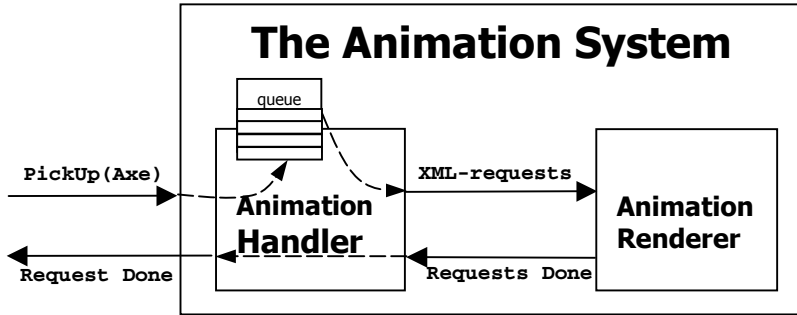 The Animation System
queue
PickUp(Axe)
XML-requests
Animation
Handler
Animation
Renderer
Request Done
Requests Done